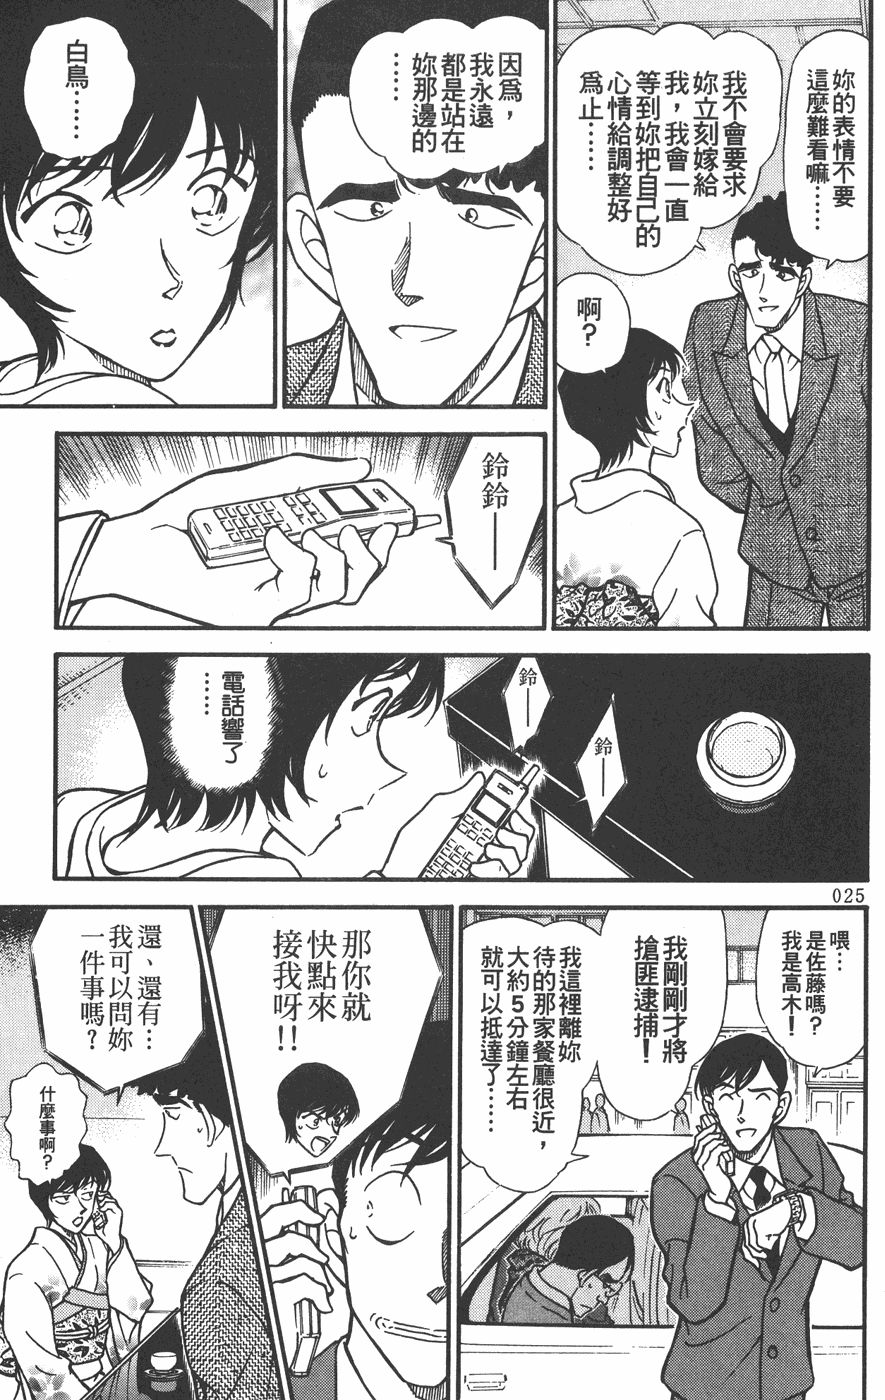 妳的表情不要
這麼難看嘛……
我不會要求
妳立刻嫁給
我，我會一直
等到妳把自己的
心情給調整好
爲止……
啊?
因爲，
我永遠
都是站在
妳那邊的
……
白鳥……
鈴
鈴—
鈴—
鈴—
電話響了
……
025
喂…
是佐藤嗎?
我是高木!
我剛剛才將
搶匪逮捕!
我這裡離妳
待的那家餐廳很近，
大約5分鐘左右
就可以抵達了……
那你就
快點來
接我呀!!
還、還有…
我可以問妳
一件事嗎?
什麼事啊?